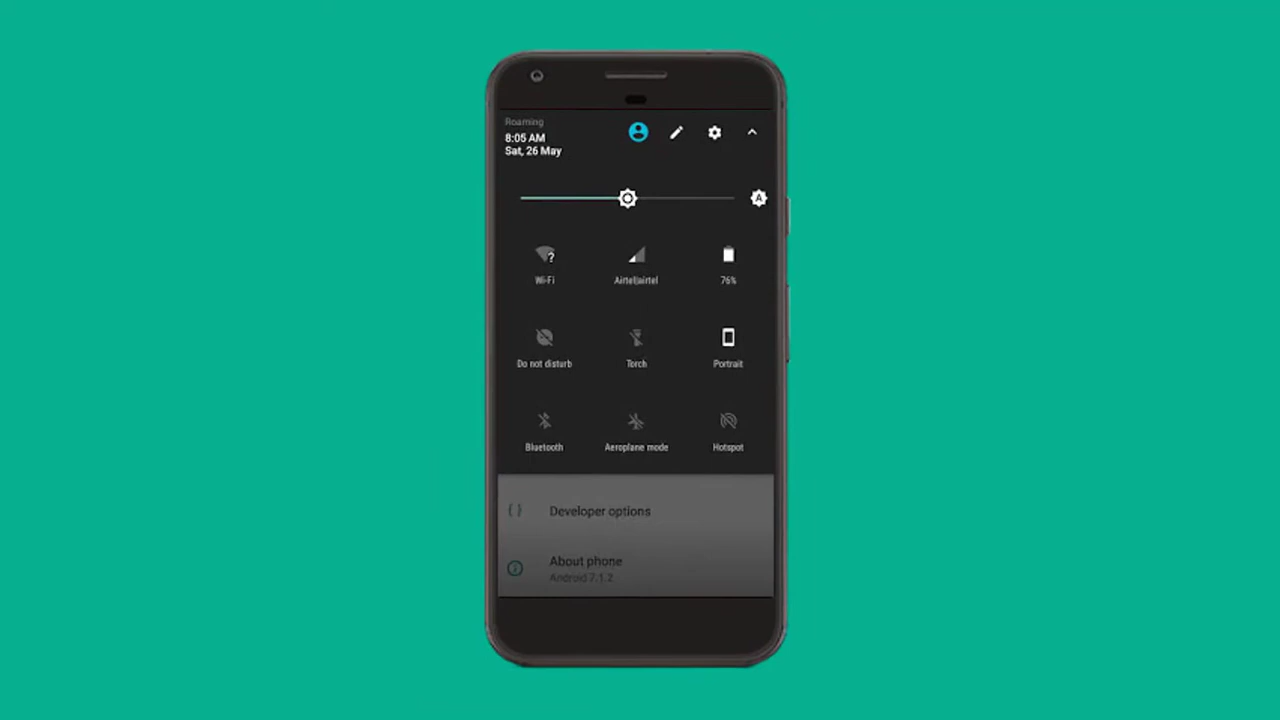 Roaming
8:05 AM
Sat, 26 May
A
?
Wi-Fi
Airtel|airtel
76%
Do not disturb
Torch
Portrait
Bluetooth
Aeroplane mode
Hotspot
Developer options
About phone
Android 7.1.2